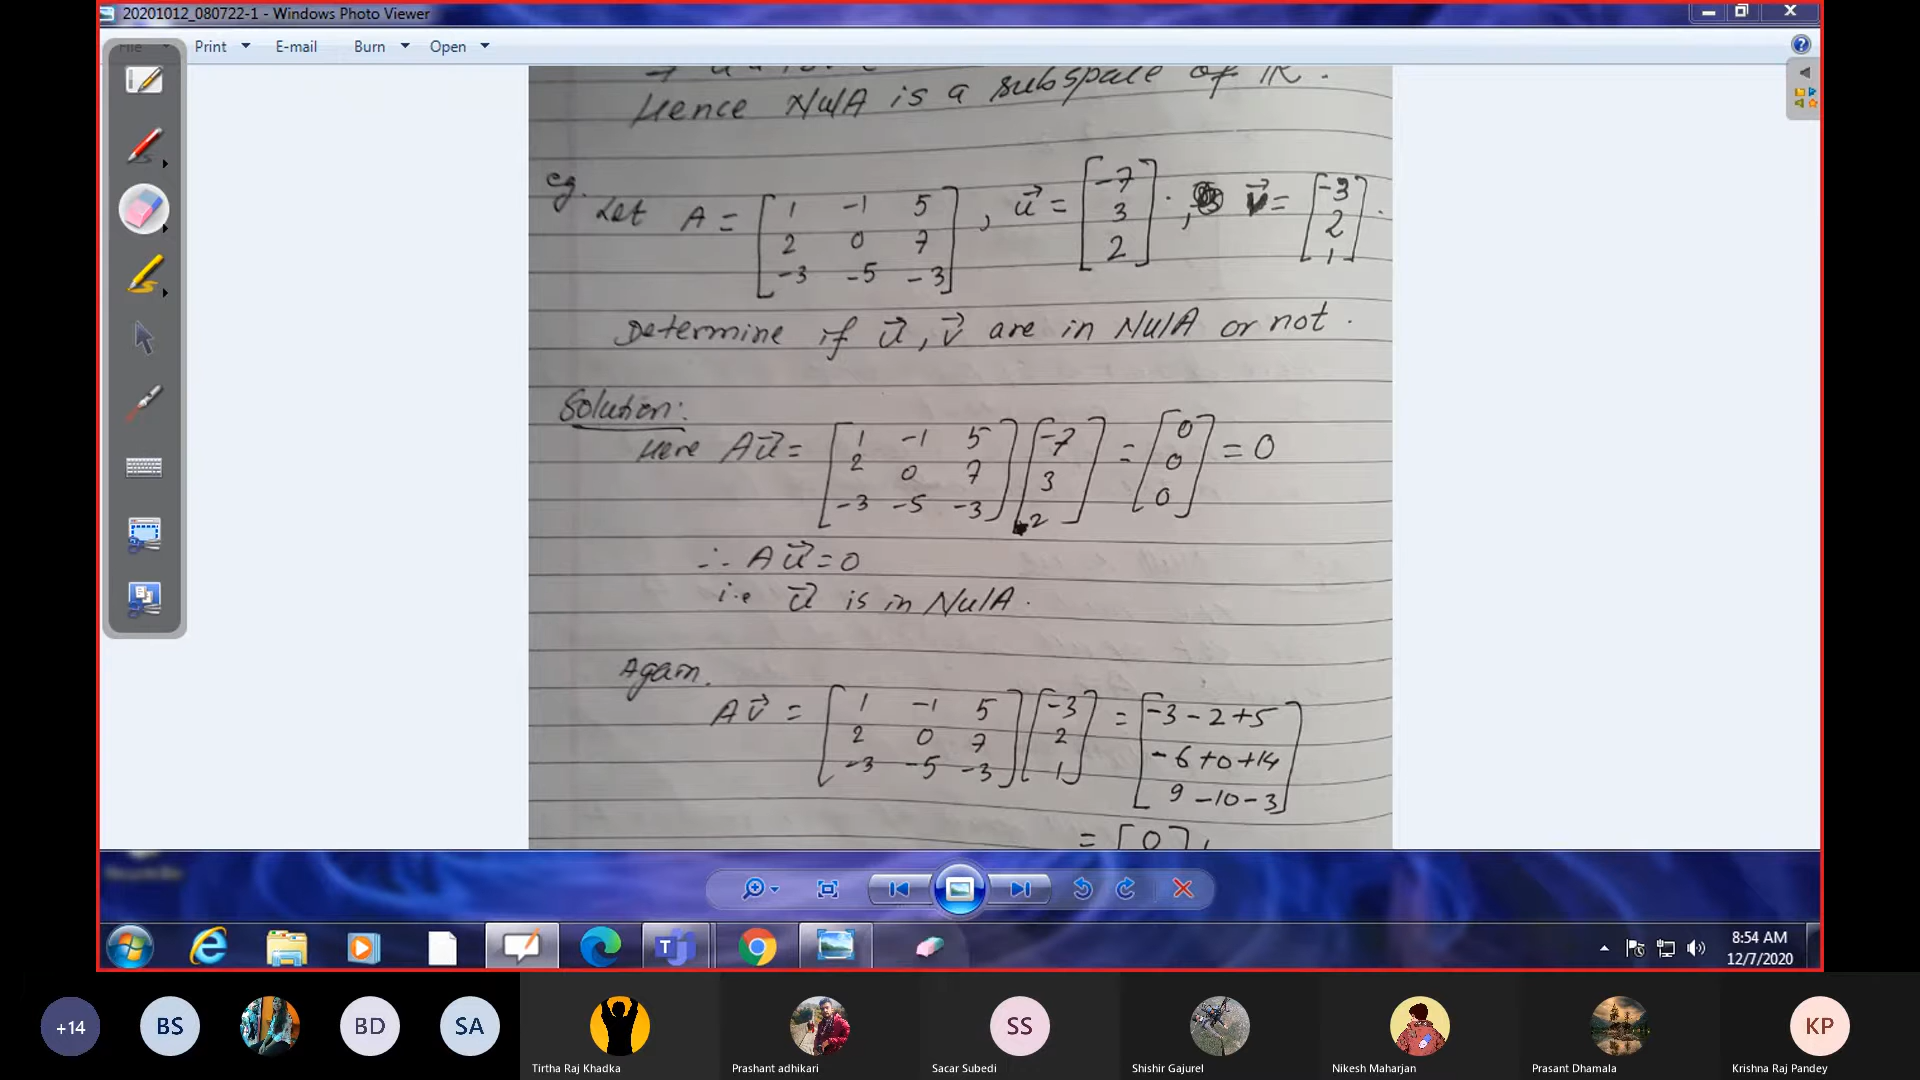 20201012_080722-1 - Windows Photo Viewer
File Print E-mail Burn Open
Hence NulA is a subspace of IR.
eg. Let A = [1 -1 5
2 0 7
-3 -5 -3], u⃗ = [-7
3
2]. , v⃗ = [-3
2
1].
Determine if u⃗, v⃗ are in NulA or not.
Solution:
Here Au⃗ = [1 -1 5
2 0 7
-3 -5 -3] [-7
3
2] = [0
0
0] = 0
∴ Au⃗ = 0
i.e u⃗ is in NulA.
Again.
Av⃗ = [1 -1 5
2 0 7
-3 -5 -3] [-3
2
1] = [-3 - 2 + 5
-6 + 0 + 14
9 - 10 - 3]
= [0]
8:54 AM
12/7/2020
+14 BS BD SA SS KP
Tirtha Raj Khadka Prashant adhikari Sacar Subedi Shishir Gajurel Nikesh Maharjan Prasant Dhamala Krishna Raj Pandey